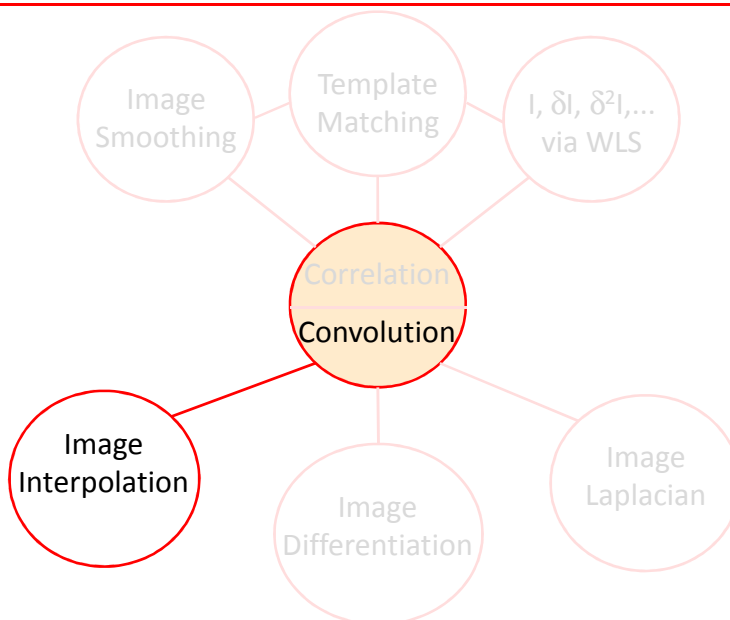 Image
Smoothing
Template
Matching
I, δI, δ²I,...
via WLS
Correlation
Convolution
Image
Interpolation
Image
Differentiation
Image
Laplacian